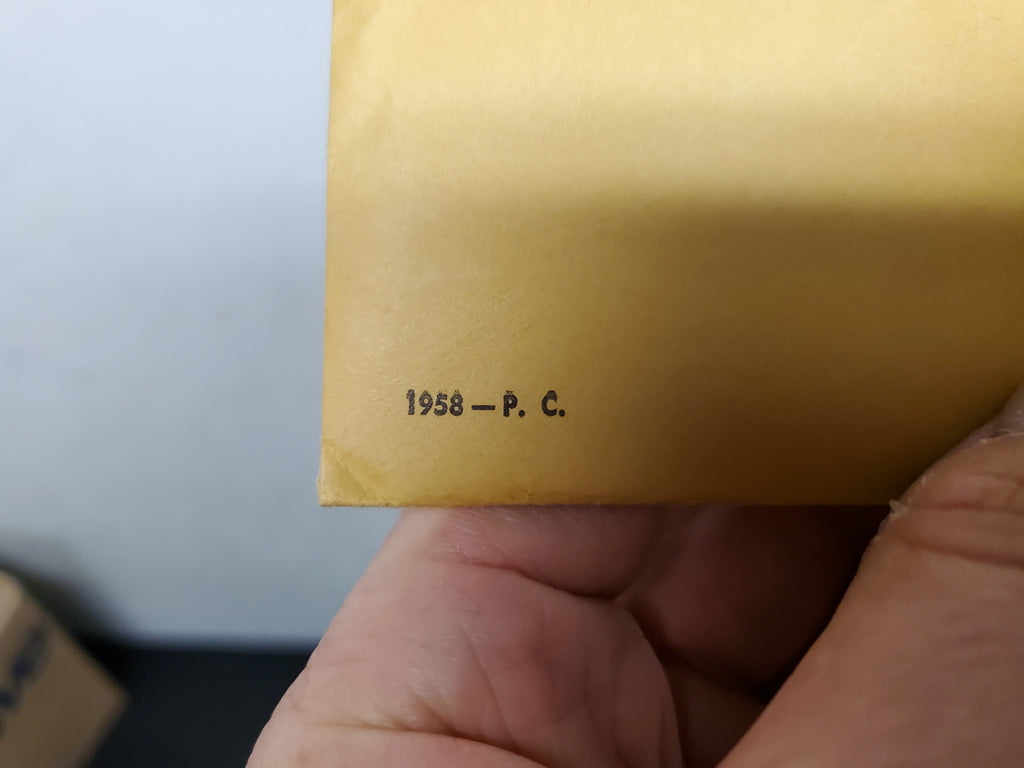 1958 — P. C.